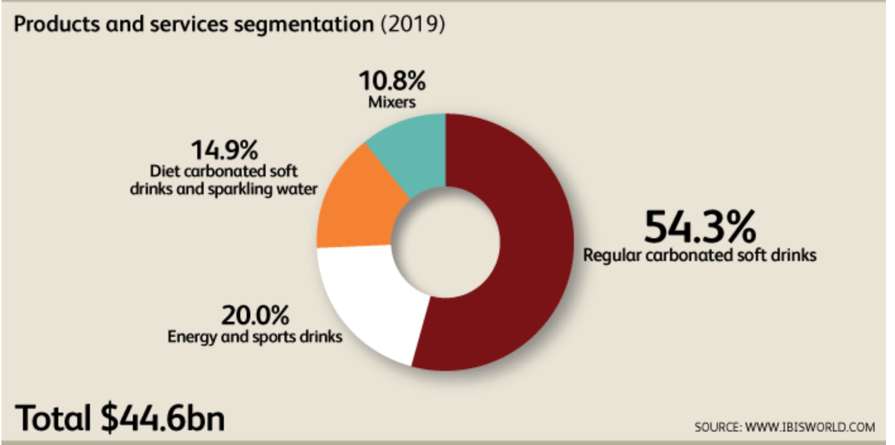 Products and services segmentation (2019)
10.8%
Mixers
14.9%
Diet carbonated soft
drinks and sparkling water
54.3%
Regular carbonated soft drinks
20.0%
Energy and sports drinks
Total $44.6bn
SOURCE: WWW.IBISWORLD.COM